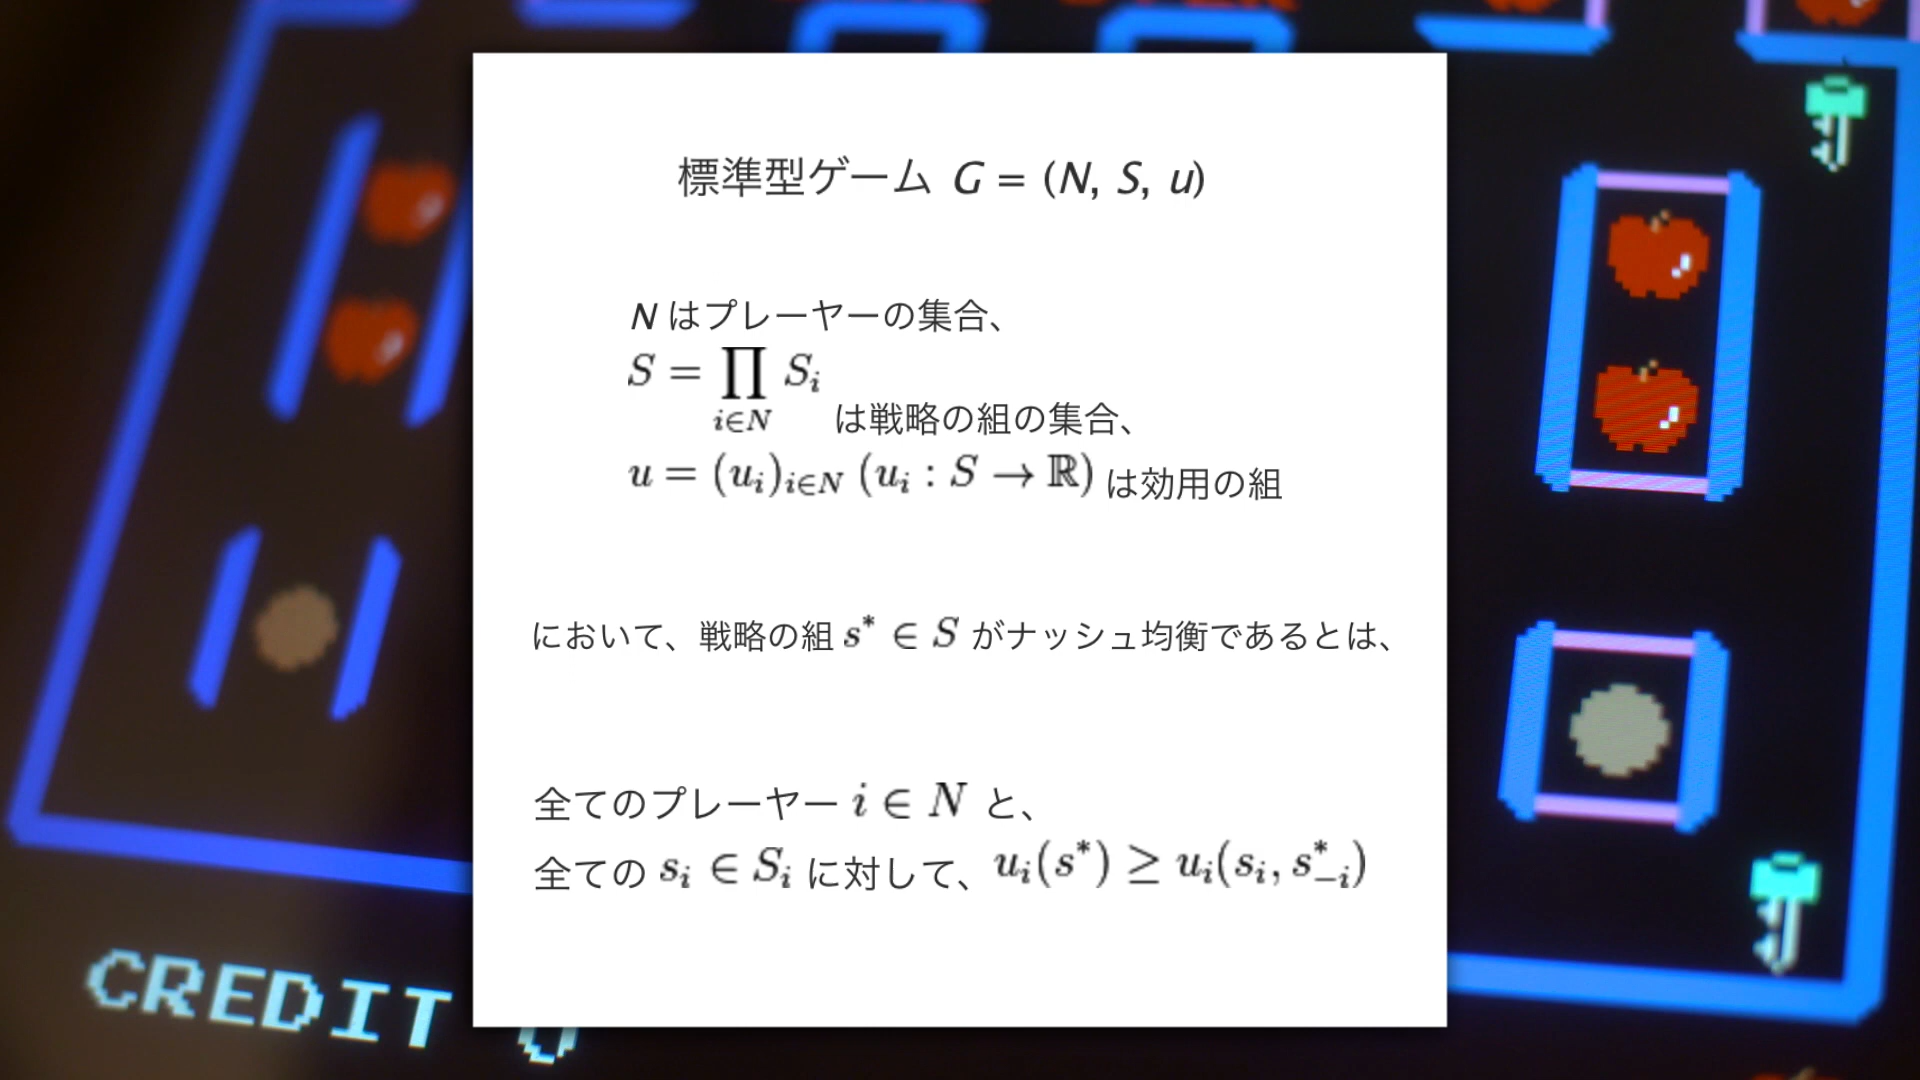 標準型ゲーム G = (N, S, u)
N はプレーヤーの集合、
S = ∏_{i∈N} S_i は戦略の組の集合、
u = (u_i)_{i∈N} (u_i : S → ℝ) は効用の組
において、戦略の組 s* ∈ S がナッシュ均衡であるとは、
全てのプレーヤー i ∈ N と、
全ての s_i ∈ S_i に対して、u_i(s*) ≥ u_i(s_i, s*_{-i})
CREDIT 0